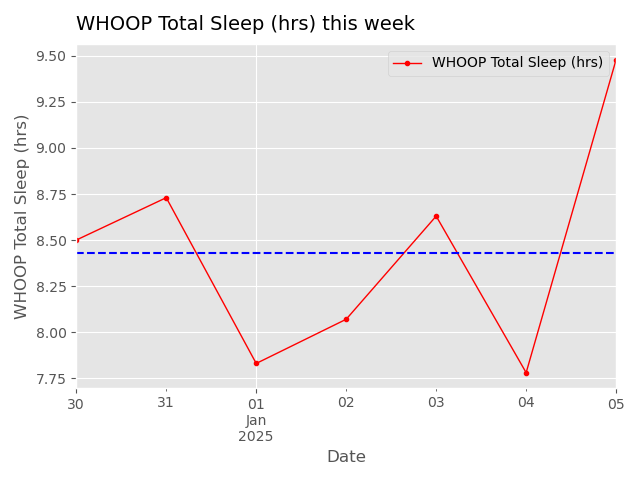 WHOOP Total Sleep (hrs) this week
WHOOP Total Sleep (hrs)
WHOOP Total Sleep (hrs)
9.50
9.25
9.00
8.75
8.50
8.25
8.00
7.75
30 31 01 02 03 04 05
Jan
2025
Date